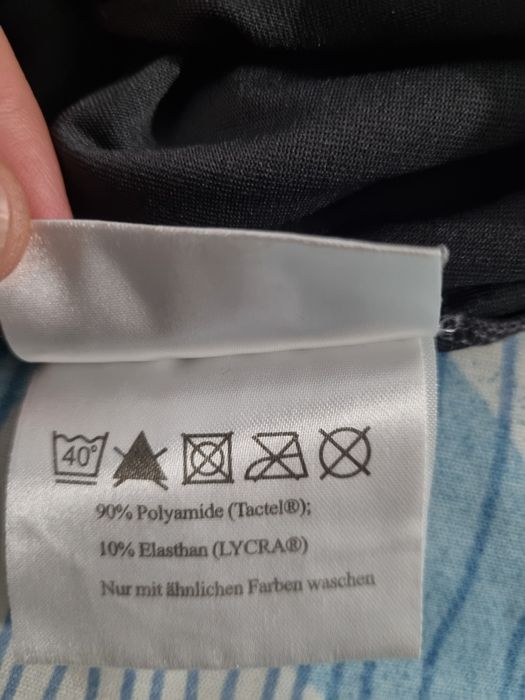 40°
90% Polyamide (Tactel®);
10% Elasthan (LYCRA®)
Nur mit ähnlichen Farben waschen